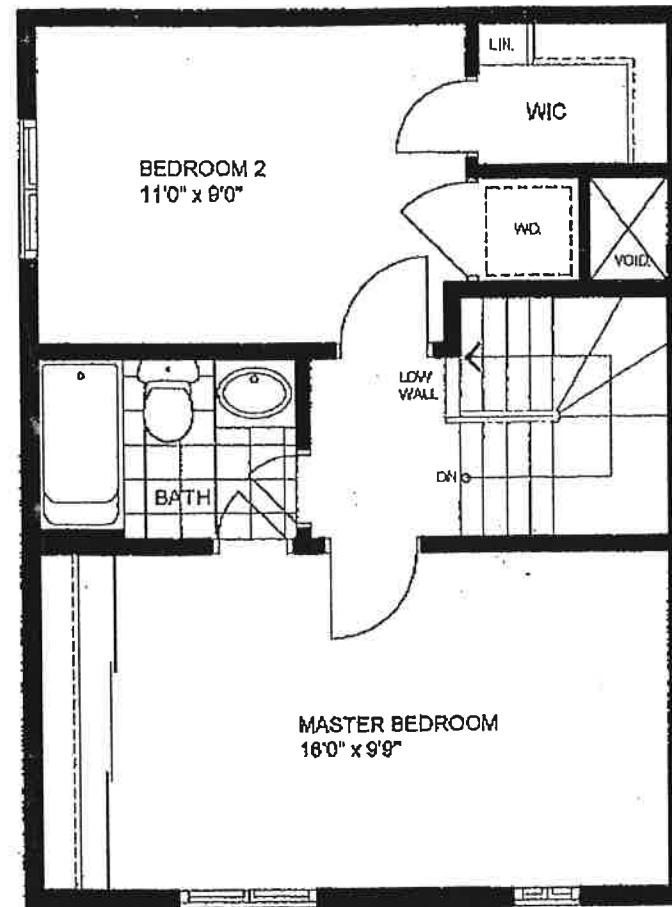 LIN.
WIC
BEDROOM 2
11'0" x 9'0"
WD.
VOID.
LOW
WALL
DN
BATH
MASTER BEDROOM
16'0" x 9'9"